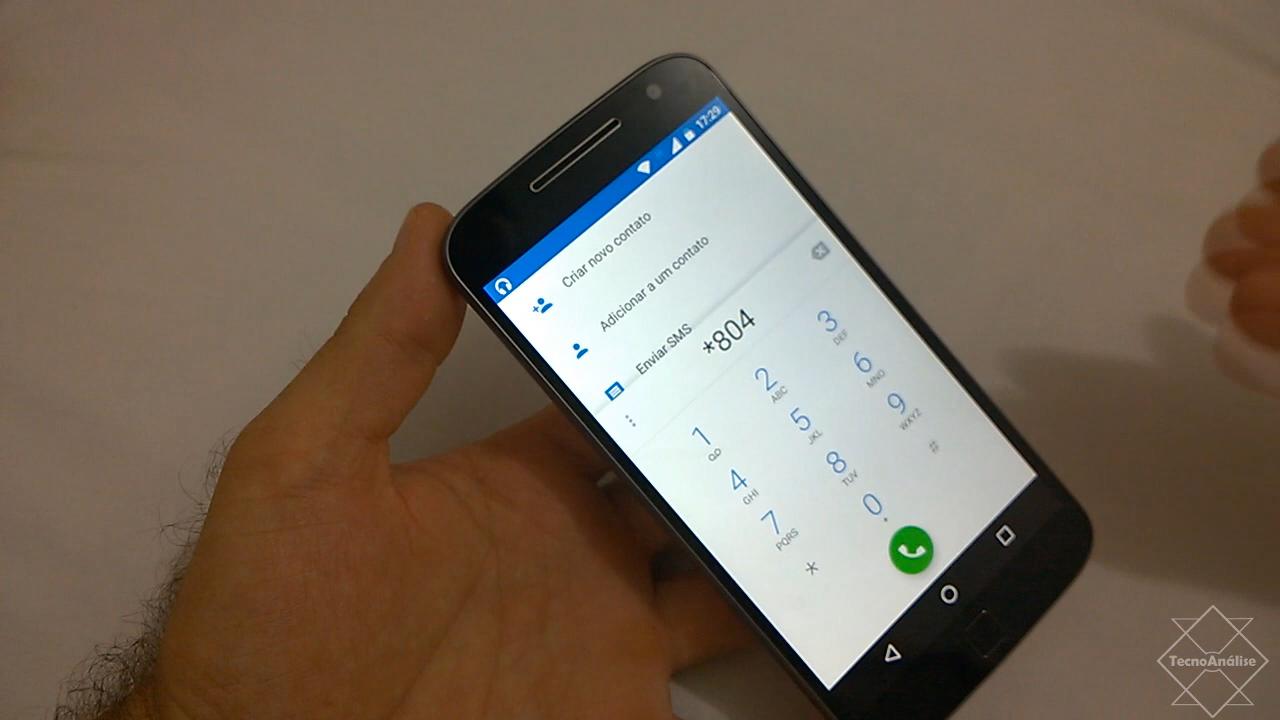 17:29
Criar novo contato
Adicionar a um contato
Enviar SMS
*804
1
2 ABC
3 DEF
4 GHI
5 JKL
6 MNO
7 PQRS
8 TUV
9 WXYZ
*
0
#
TecnoAnálise